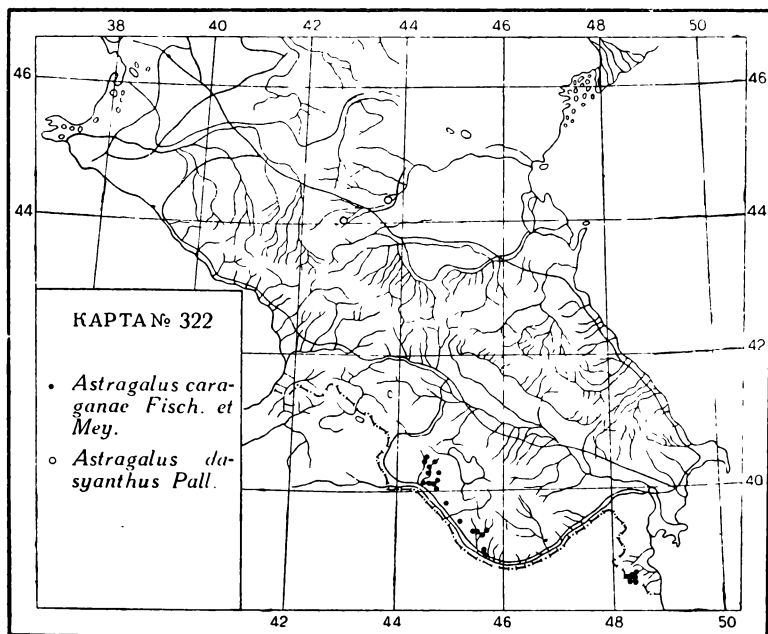 38 40 42 44 46 48 50
46 46
44 44
КАРТА № 322
42
• Astragalus cara-
ganae Fisch. et
Mey.
○ Astragalus da-
syanthus Pall.
40
42 44 46 48 50